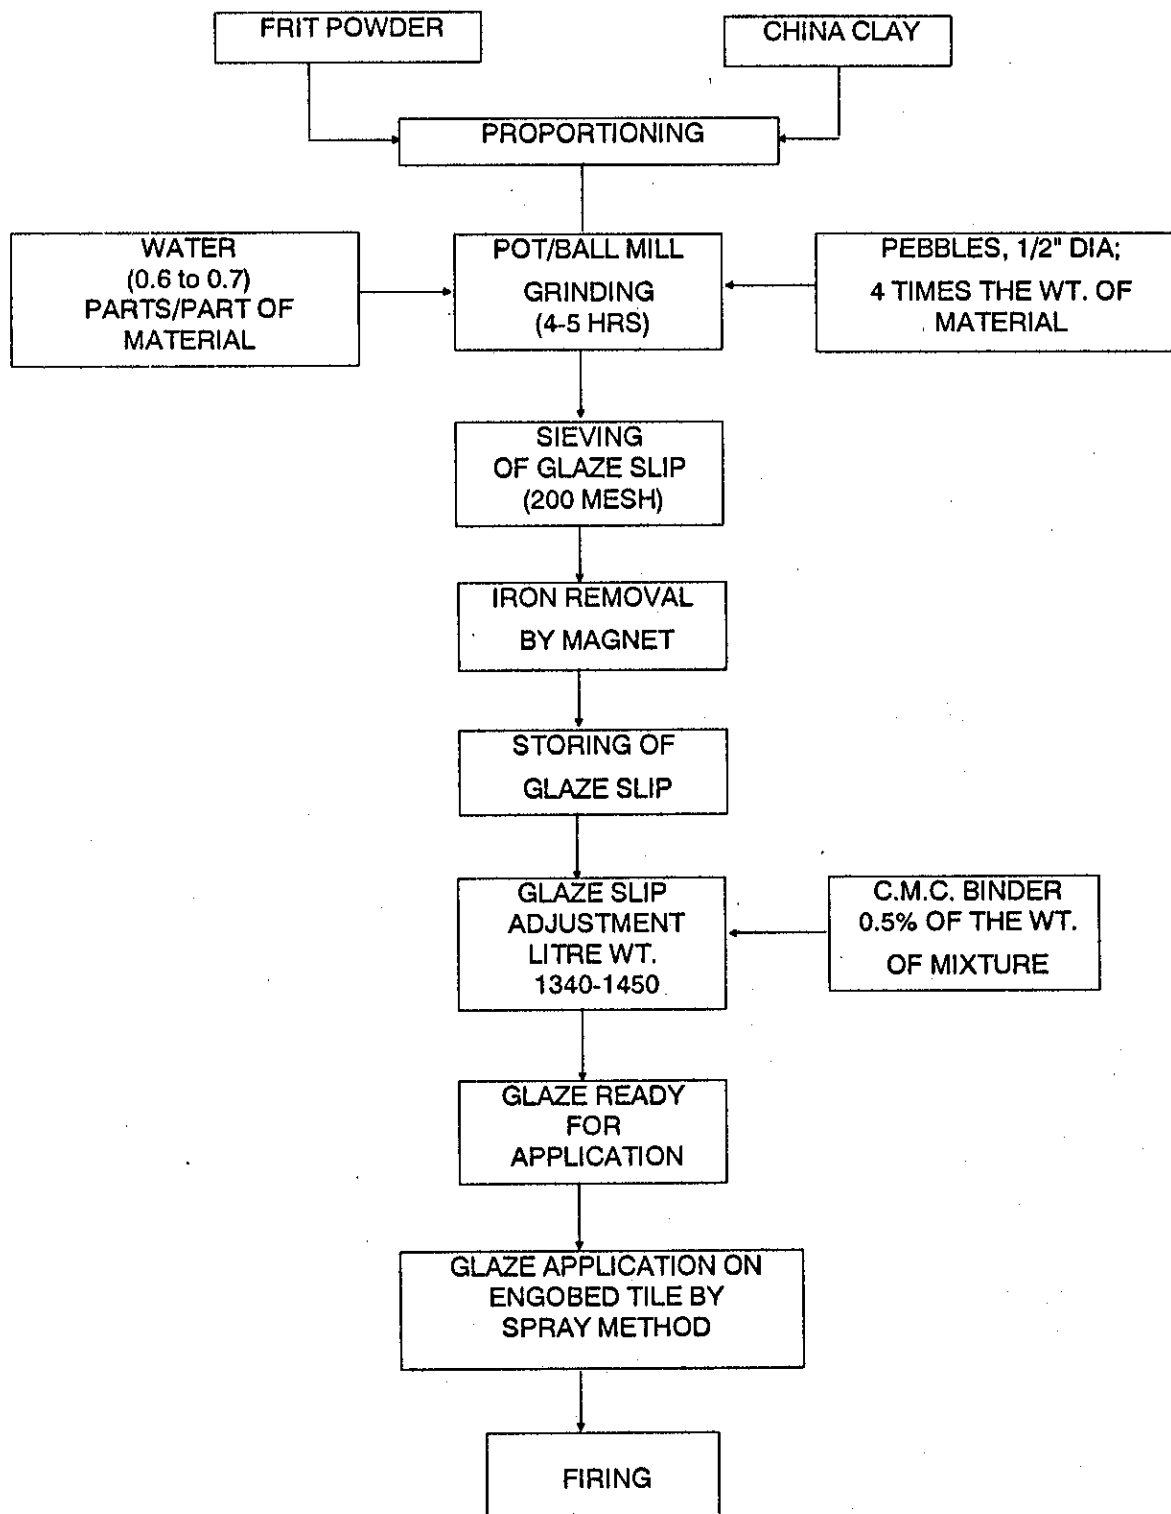 FRIT POWDER
CHINA CLAY
PROPORTIONING
WATER
(0.6 to 0.7)
PARTS/PART OF
MATERIAL
POT/BALL MILL
GRINDING
(4-5 HRS)
PEBBLES, 1/2" DIA;
4 TIMES THE WT. OF
MATERIAL
SIEVING
OF GLAZE SLIP
(200 MESH)
IRON REMOVAL
BY MAGNET
STORING OF
GLAZE SLIP
GLAZE SLIP
ADJUSTMENT
LITRE WT.
1340-1450
C.M.C. BINDER
0.5% OF THE WT.
OF MIXTURE
GLAZE READY
FOR
APPLICATION
GLAZE APPLICATION ON
ENGOBED TILE BY
SPRAY METHOD
FIRING